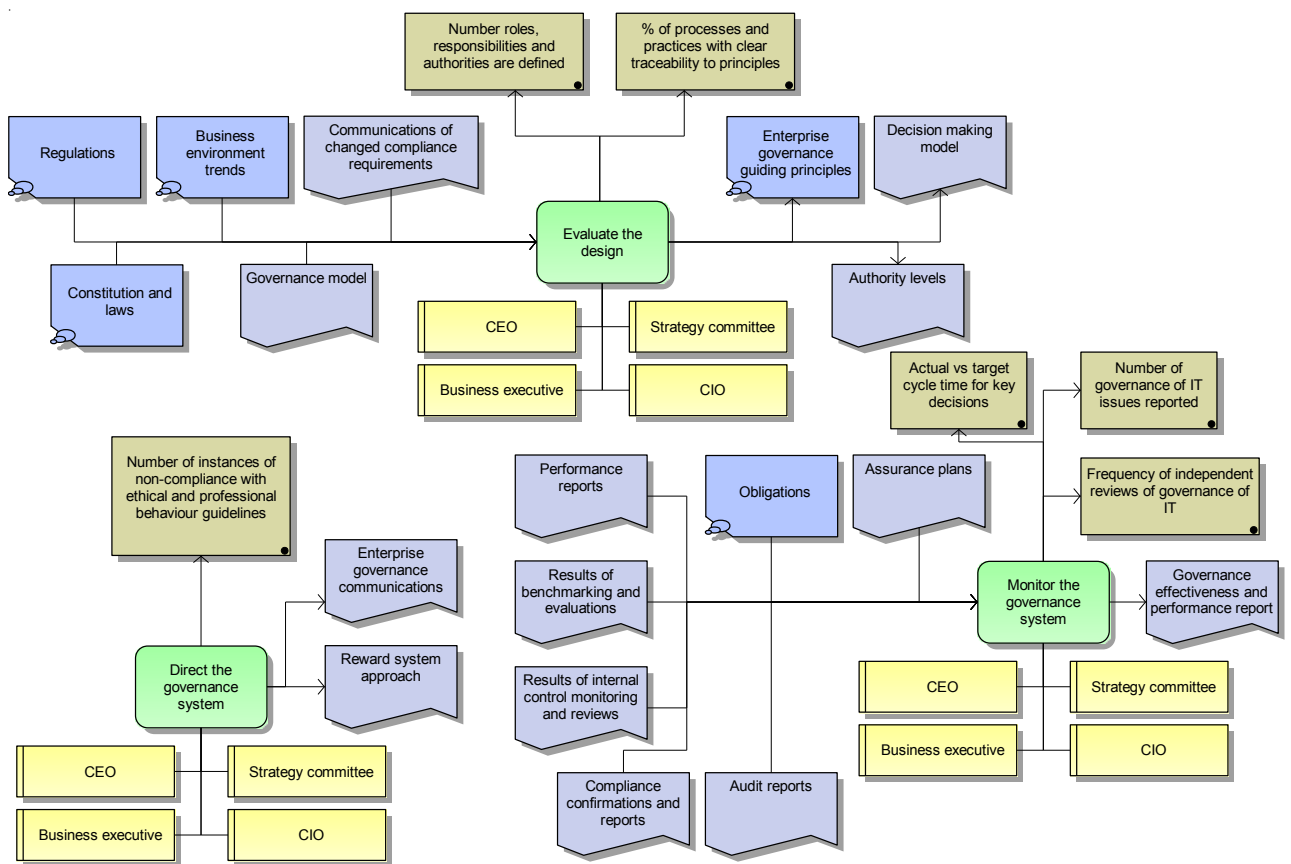 Number roles,
responsibilities and
authorities are defined
% of processes and
practices with clear
traceability to principles
Regulations
Business
environment
trends
Communications of
changed compliance
requirements
Enterprise
governance
guiding principles
Decision making
model
Evaluate the
design
Constitution and
laws
Governance model
Authority levels
CEO
Strategy committee
Business executive
CIO
Actual vs target
cycle time for key
decisions
Number of
governance of IT
issues reported
Number of instances of
non-compliance with
ethical and professional
behaviour guidelines
Performance
reports
Obligations
Assurance plans
Frequency of independent
reviews of governance of
IT
Enterprise
governance
communications
Results of
benchmarking and
evaluations
Monitor the
governance
system
Governance
effectiveness and
performance report
Direct the
governance
system
Reward system
approach
Results of internal
control monitoring
and reviews
CEO
Strategy committee
Business executive
CIO
CEO
Strategy committee
Business executive
CIO
Compliance
confirmations and
reports
Audit reports